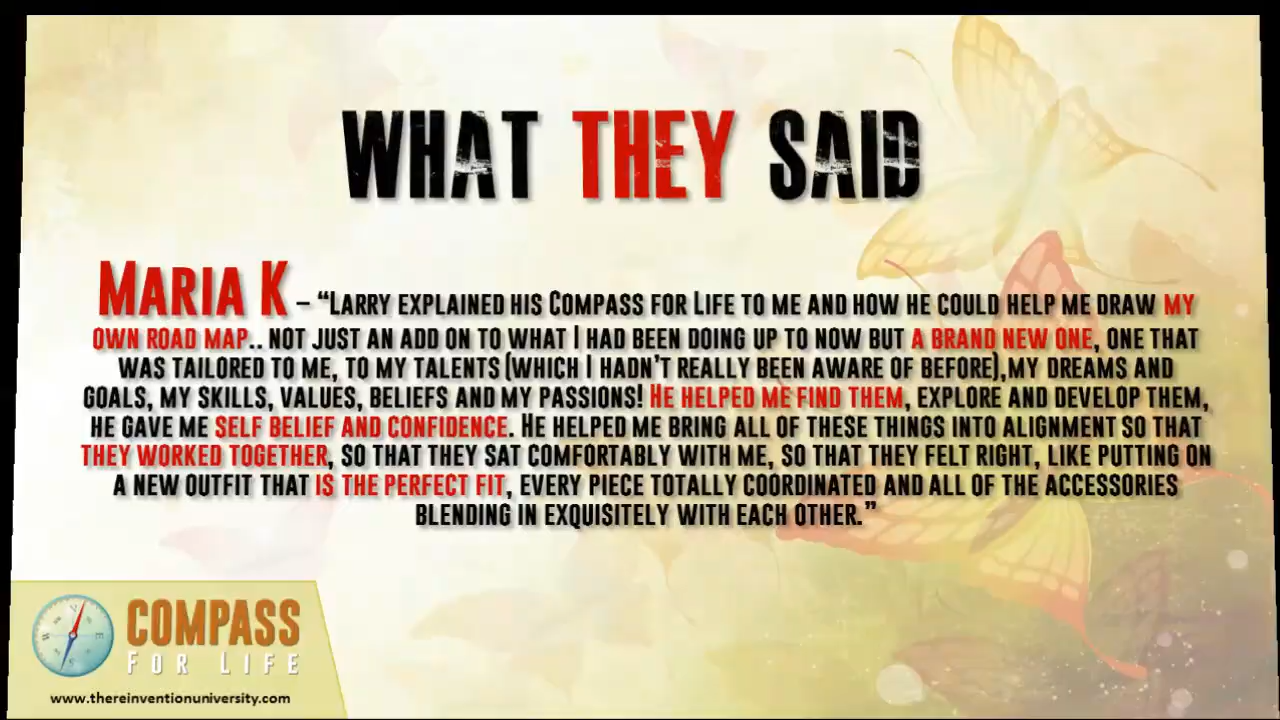 WHAT THEY SAID
MARIA K – “LARRY EXPLAINED HIS COMPASS FOR LIFE TO ME AND HOW HE COULD HELP ME DRAW MY
OWN ROAD MAP.. NOT JUST AN ADD ON TO WHAT I HAD BEEN DOING UP TO NOW BUT A BRAND NEW ONE, ONE THAT
WAS TAILORED TO ME, TO MY TALENTS (WHICH I HADN’T REALLY BEEN AWARE OF BEFORE),MY DREAMS AND
GOALS, MY SKILLS, VALUES, BELIEFS AND MY PASSIONS! HE HELPED ME FIND THEM, EXPLORE AND DEVELOP THEM,
HE GAVE ME SELF BELIEF AND CONFIDENCE. HE HELPED ME BRING ALL OF THESE THINGS INTO ALIGNMENT SO THAT
THEY WORKED TOGETHER, SO THAT THEY SAT COMFORTABLY WITH ME, SO THAT THEY FELT RIGHT, LIKE PUTTING ON
A NEW OUTFIT THAT IS THE PERFECT FIT, EVERY PIECE TOTALLY COORDINATED AND ALL OF THE ACCESSORIES
BLENDING IN EXQUISITELY WITH EACH OTHER.”
COMPASS
FOR LIFE
www.thereinventionuniversity.com